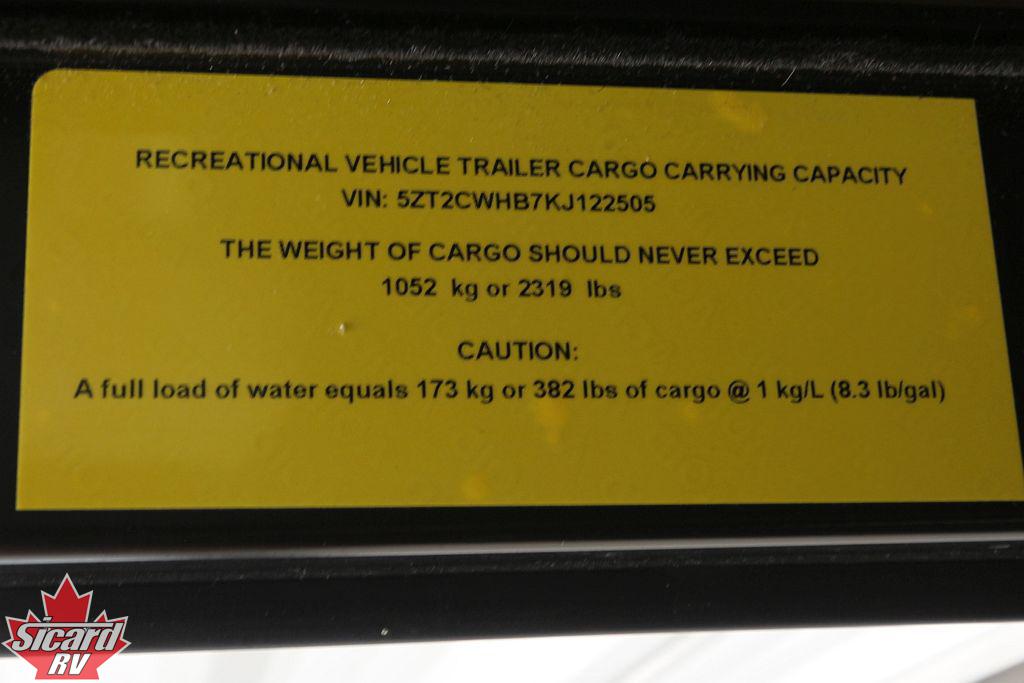 RECREATIONAL VEHICLE TRAILER CARGO CARRYING CAPACITY
VIN: 5ZT2CWHB7KJ122505
THE WEIGHT OF CARGO SHOULD NEVER EXCEED
1052 kg or 2319 lbs
CAUTION:
A full load of water equals 173 kg or 382 lbs of cargo @ 1 kg/L (8.3 lb/gal)
Sicard
RV